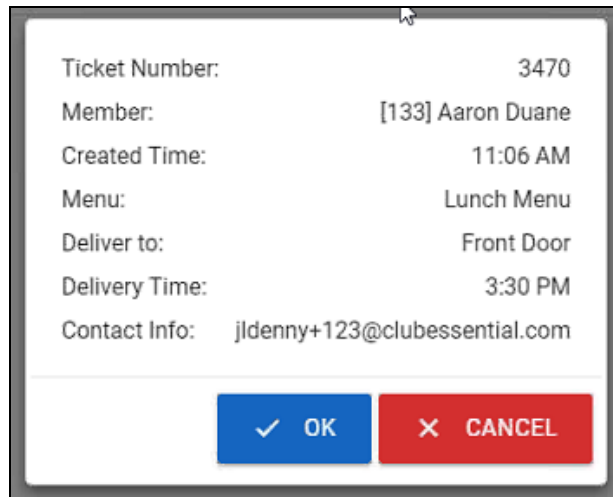 Ticket Number: 3470
Member: [133] Aaron Duane
Created Time: 11:06 AM
Menu: Lunch Menu
Deliver to: Front Door
Delivery Time: 3:30 PM
Contact Info: jldenny+123@clubessential.com
OK CANCEL